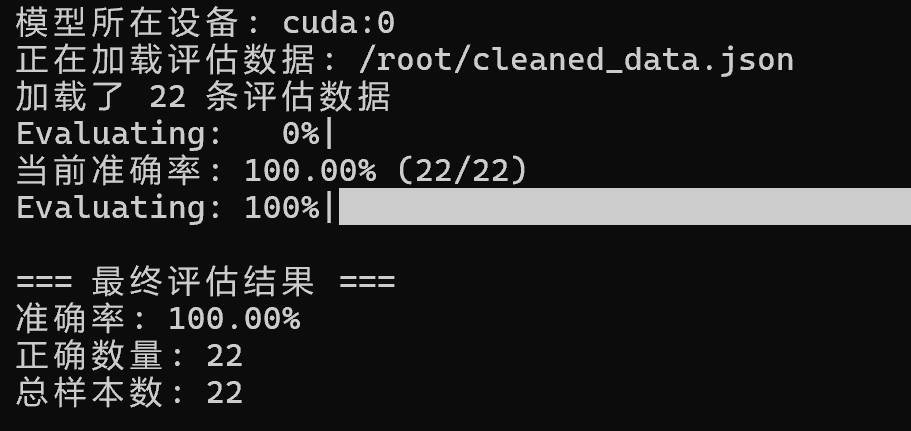 模型所在设备: cuda:0
正在加载评估数据: /root/cleaned_data.json
加载了 22 条评估数据
Evaluating:   0%|
当前准确率: 100.00% (22/22)
Evaluating: 100%|
=== 最终评估结果 ===
准确率: 100.00%
正确数量: 22
总样本数: 22